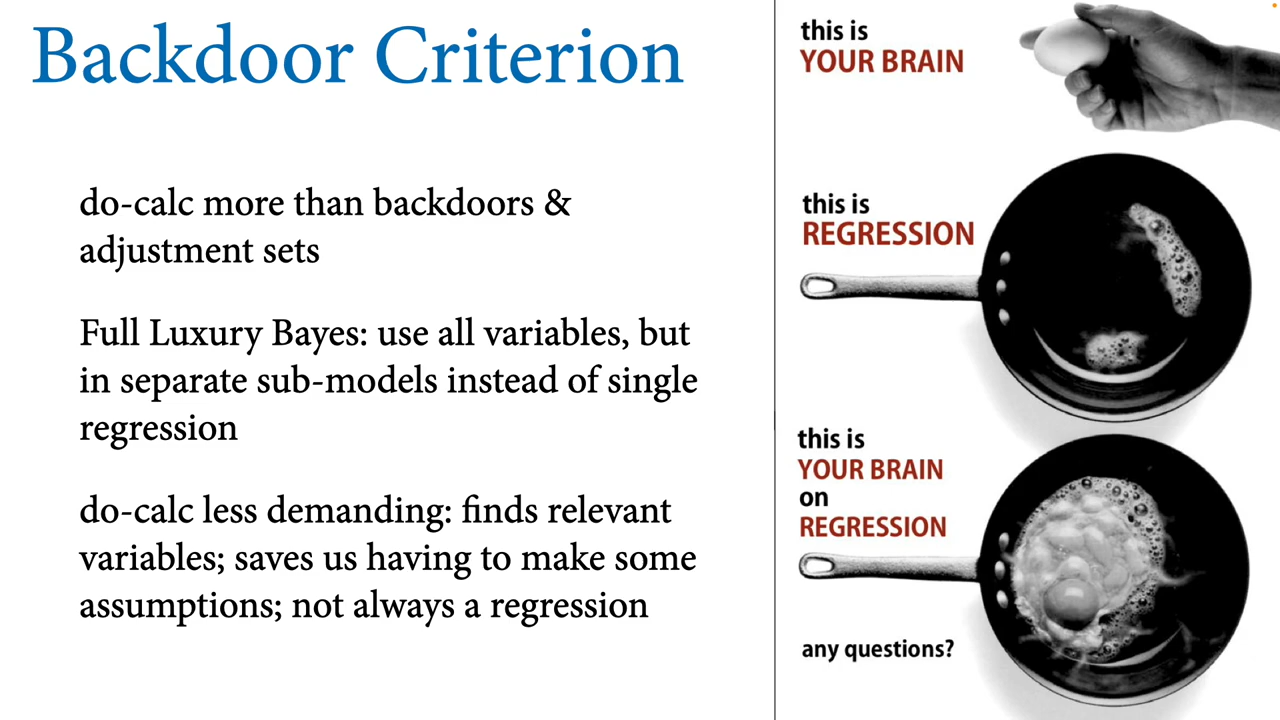 Backdoor Criterion
do-calc more than backdoors &
adjustment sets
Full Luxury Bayes: use all variables, but
in separate sub-models instead of single
regression
do-calc less demanding: finds relevant
variables; saves us having to make some
assumptions; not always a regression
this is
YOUR BRAIN
this is
REGRESSION
this is
YOUR BRAIN
on
REGRESSION
any questions?